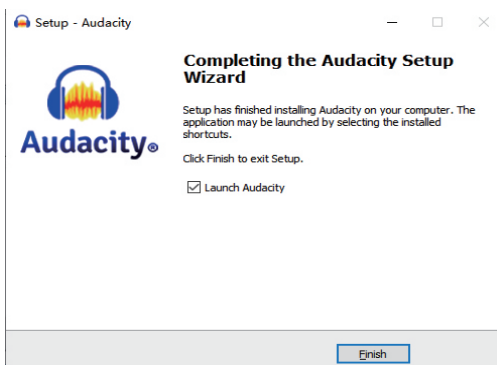 Setup - Audacity
Completing the Audacity Setup
Wizard
Setup has finished installing Audacity on your computer. The
application may be launched by selecting the installed
shortcuts.
Click Finish to exit Setup.
Launch Audacity
Audacity®
Finish